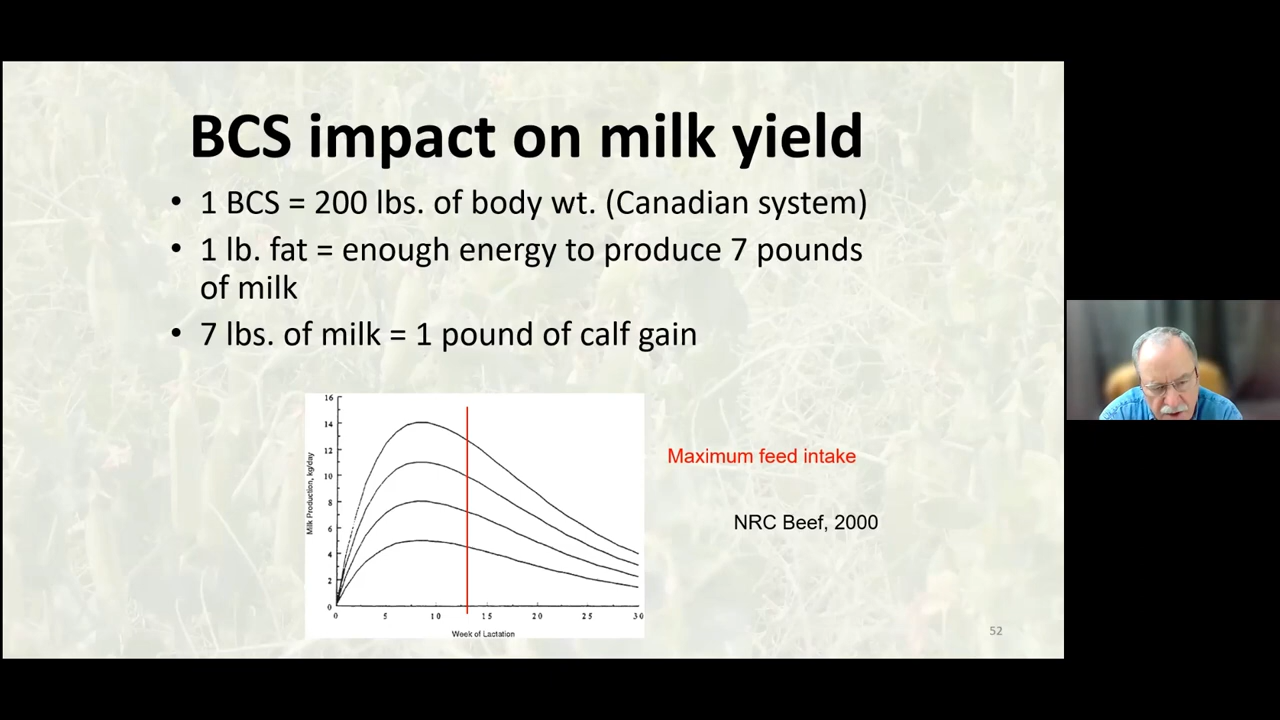 BCS impact on milk yield
• 1 BCS = 200 lbs. of body wt. (Canadian system)
• 1 lb. fat = enough energy to produce 7 pounds
of milk
• 7 lbs. of milk = 1 pound of calf gain
16
14
12
10
8
6
4
2
0
Milk Production, kg/day
0 5 10 15 20 25 30
Week of Lactation
Maximum feed intake
NRC Beef, 2000
52